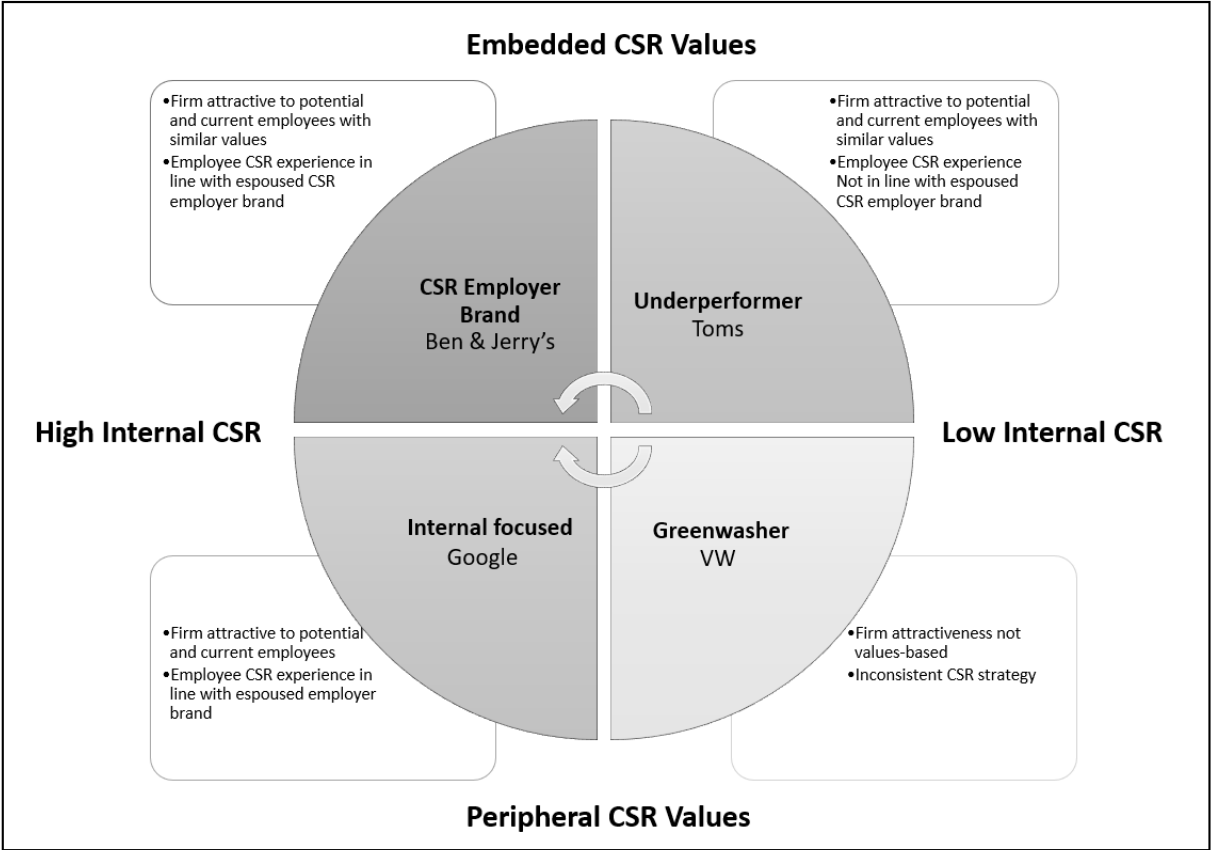 Embedded CSR Values
•Firm attractive to potential
and current employees with
similar values
•Employee CSR experience in
line with espoused CSR
employer brand
•Firm attractive to potential
and current employees with
similar values
•Employee CSR experience
Not in line with espoused
CSR employer brand
CSR Employer
Brand
Ben & Jerry’s
Underperformer
Toms
High Internal CSR
Low Internal CSR
Internal focused
Google
Greenwasher
VW
•Firm attractive to potential
and current employees
•Employee CSR experience in
line with espoused employer
brand
•Firm attractiveness not
values-based
•Inconsistent CSR strategy
Peripheral CSR Values